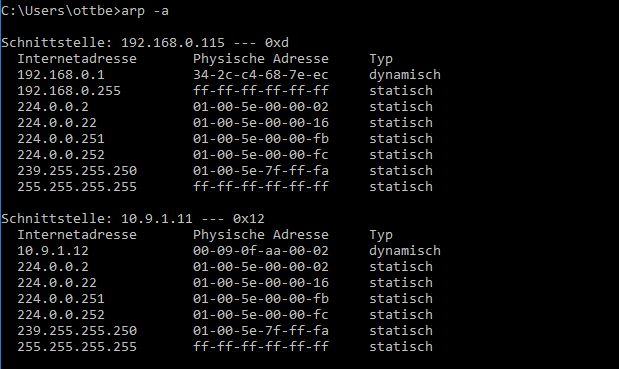 C:\Users\ottbe>arp -a
Schnittstelle: 192.168.0.115 --- 0xd
  Internetadresse       Physische Adresse     Typ
  192.168.0.1           34-2c-c4-68-7e-ec     dynamisch
  192.168.0.255         ff-ff-ff-ff-ff-ff     statisch
  224.0.0.2             01-00-5e-00-00-02     statisch
  224.0.0.22            01-00-5e-00-00-16     statisch
  224.0.0.251           01-00-5e-00-00-fb     statisch
  224.0.0.252           01-00-5e-00-00-fc     statisch
  239.255.255.250       01-00-5e-7f-ff-fa     statisch
  255.255.255.255       ff-ff-ff-ff-ff-ff     statisch
Schnittstelle: 10.9.1.11 --- 0x12
  Internetadresse       Physische Adresse     Typ
  10.9.1.12             00-09-0f-aa-00-02     dynamisch
  224.0.0.2             01-00-5e-00-00-02     statisch
  224.0.0.22            01-00-5e-00-00-16     statisch
  224.0.0.251           01-00-5e-00-00-fb     statisch
  224.0.0.252           01-00-5e-00-00-fc     statisch
  239.255.255.250       01-00-5e-7f-ff-fa     statisch
  255.255.255.255       ff-ff-ff-ff-ff-ff     statisch